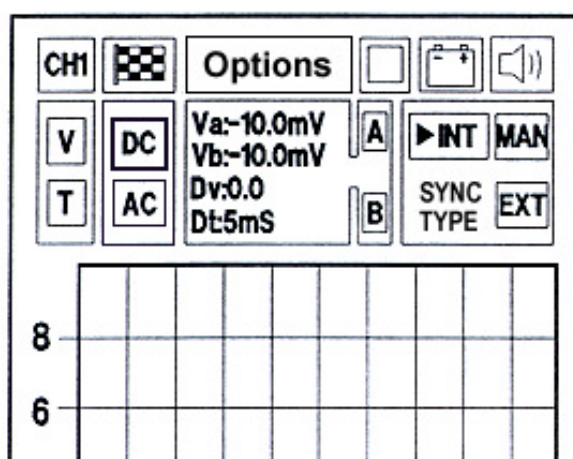 CH1 Options
V DC Va:-10.0mV A ▶INT MAN
Vb:-10.0mV
T AC Dv:0.0 B SYNC EXT
Dt:5mS TYPE
8
6